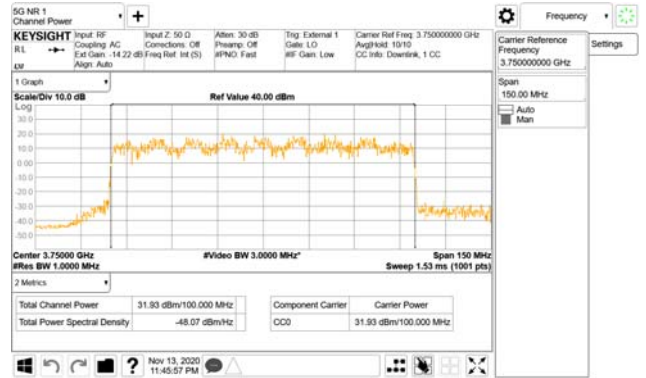 5G NR 1
Channel Power
Frequency
KEYSIGHT
Input: RF
Coupling: AC
Ext Gain: -14.22 dB
Align: Auto
Input Z: 50 Ω
Corrections: Off
Freq Ref: Int (S)
Atten: 30 dB
Preamp: Off
#PNO: Fast
Trig: External 1
Gate: LO
#IF Gain: Low
Carrier Ref Freq: 3.750000000 GHz
Avg|Hold: 10/10
CC Info: Downlink, 1 CC
RL
Carrier Reference
Frequency
3.750000000 GHz
Settings
Span
150.00 MHz
Auto
Man
1 Graph
Scale/Div 10.0 dB
Ref Value 40.00 dBm
Log
30.0
20.0
10.0
0.00
-10.0
-20.0
-30.0
-40.0
-50.0
Center 3.75000 GHz
#Video BW 3.0000 MHz*
Span 150 MHz
#Res BW 1.0000 MHz
Sweep 1.53 ms (1001 pts)
2 Metrics
Total Channel Power 31.93 dBm/100.000 MHz
Total Power Spectral Density -48.07 dBm/Hz
Component Carrier Carrier Power
CC0 31.93 dBm/100.000 MHz
?
Nov 13, 2020
11:45:57 PM